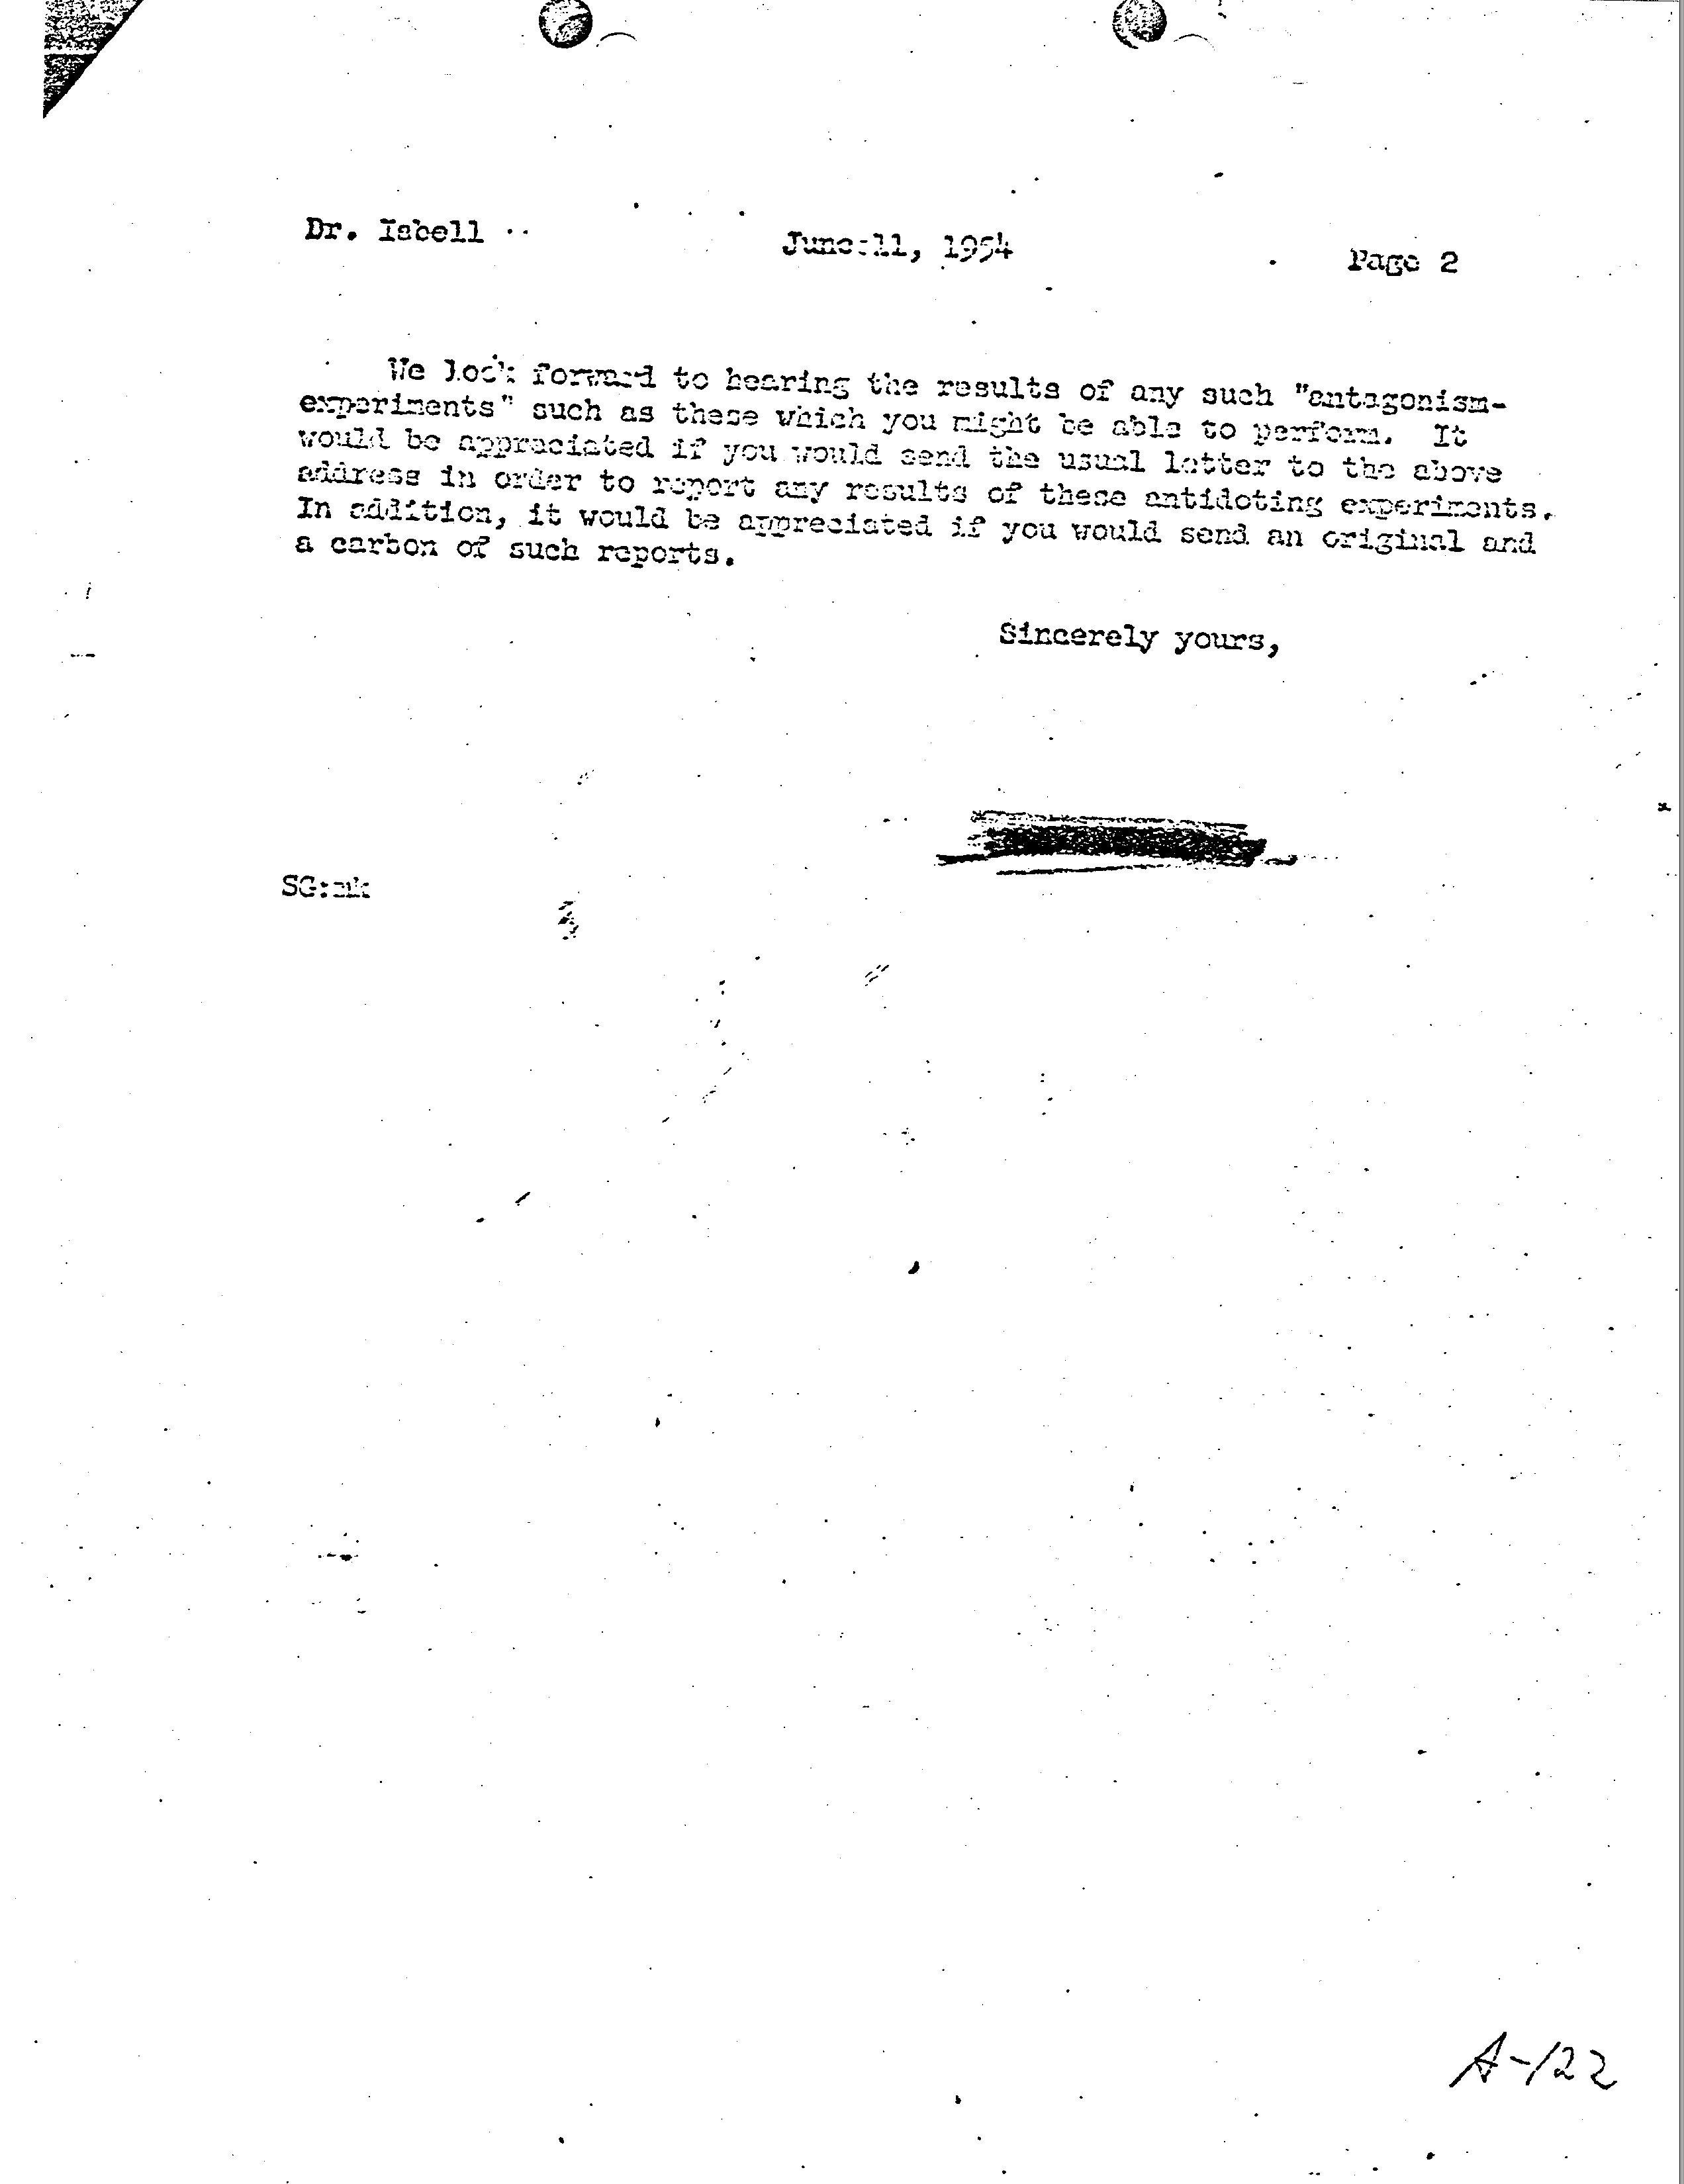 Dr. Isbell June 11, 1954 Page 2
We look forward to hearing the results of any such "antagonism-
experiments" such as these which you might be able to perform. It
would be appreciated if you would send the usual letter to the above
address in order to report any results of these antidoting experiments.
In addition, it would be appreciated if you would send an original and
a carbon of such reports.
Sincerely yours,
SG:mk
A-122